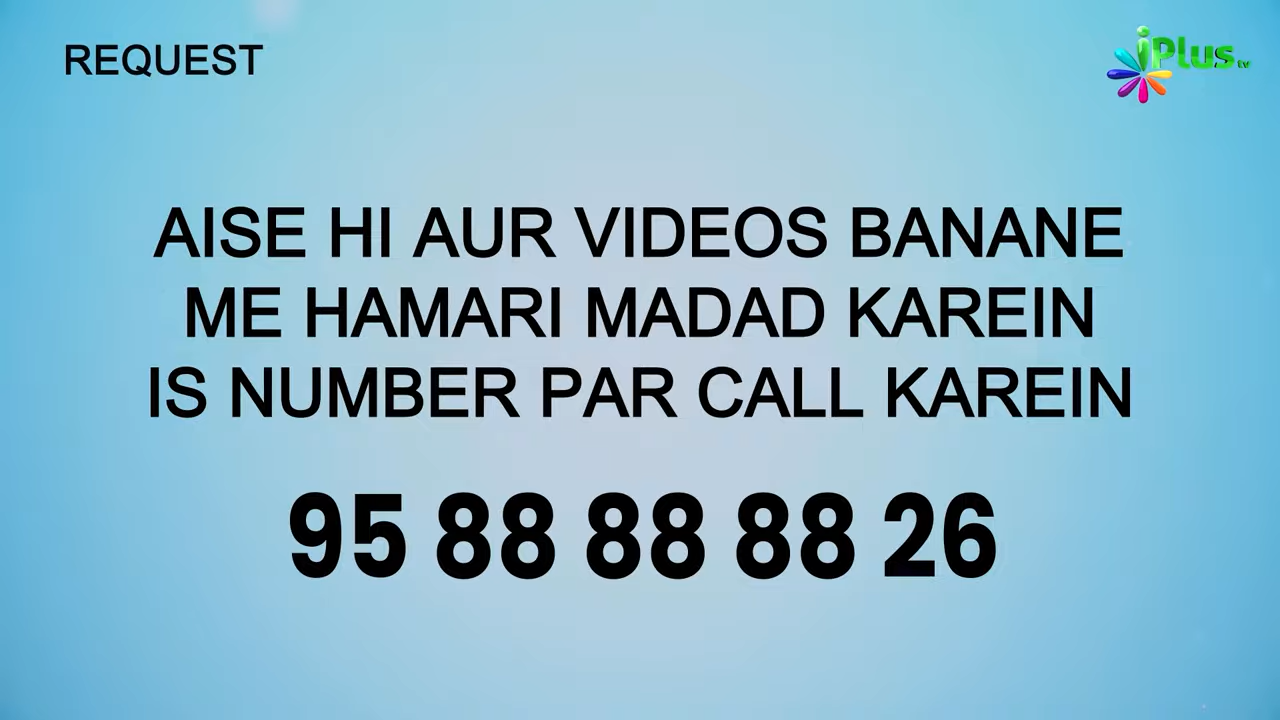 REQUEST
iPlus tv
AISE HI AUR VIDEOS BANANE
ME HAMARI MADAD KAREIN
IS NUMBER PAR CALL KAREIN
95 88 88 88 26